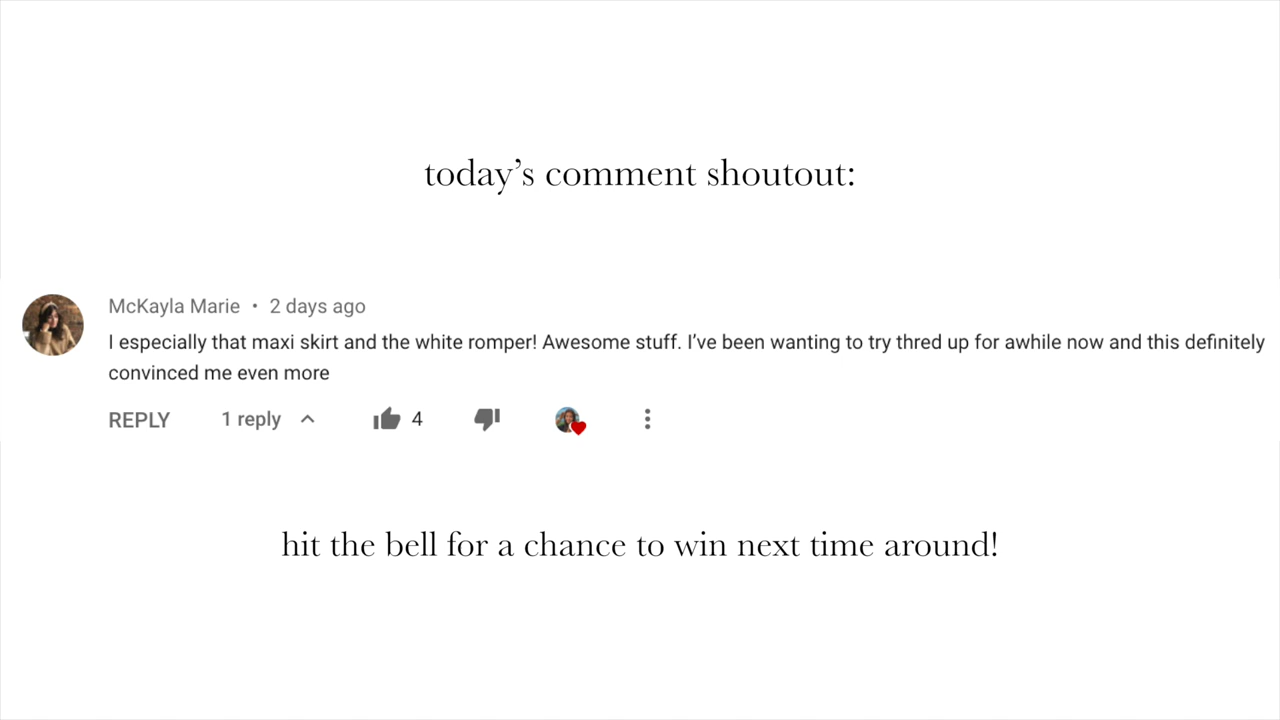 today’s comment shoutout:
McKayla Marie • 2 days ago
I especially that maxi skirt and the white romper! Awesome stuff. I’ve been wanting to try thred up for awhile now and this definitely
convinced me even more
REPLY 1 reply 4
hit the bell for a chance to win next time around!